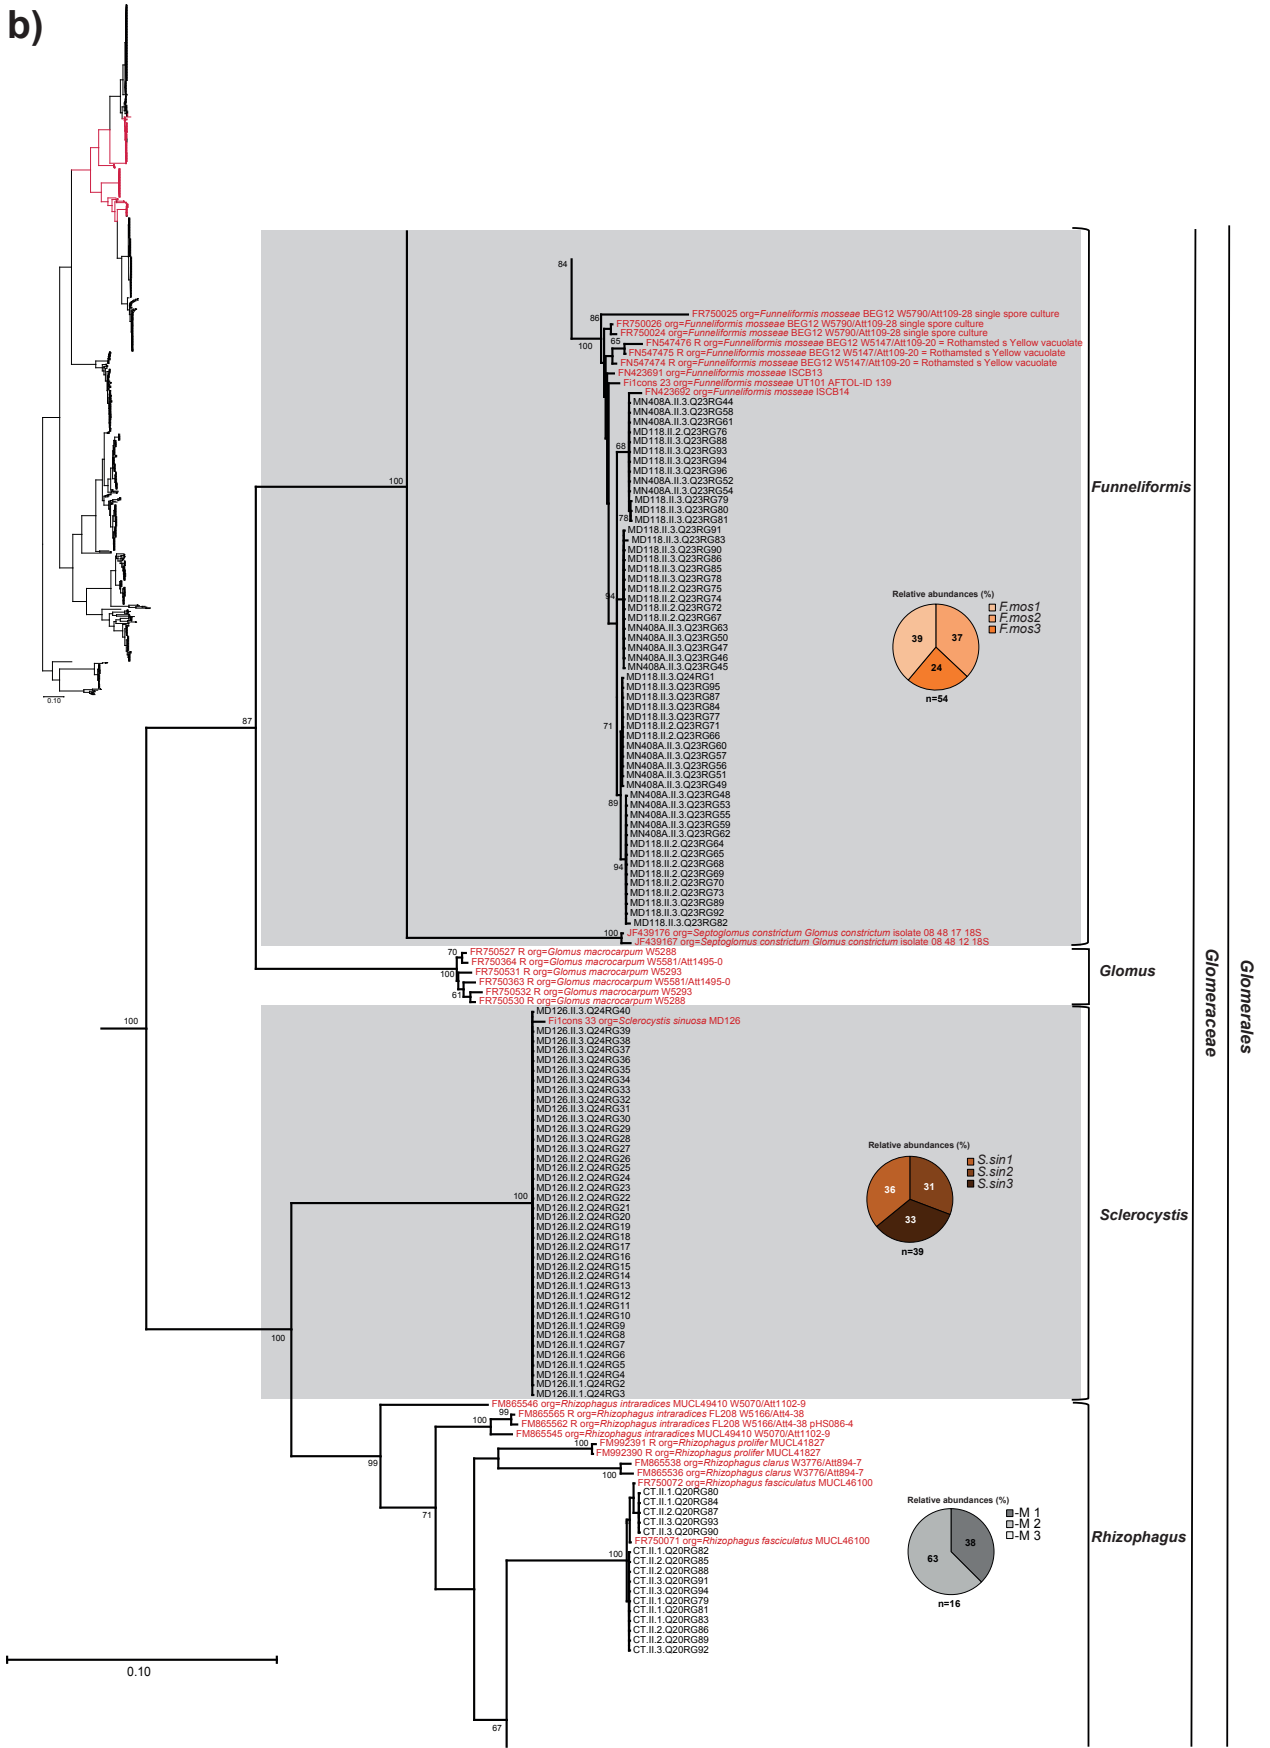 b)
0.10
84
86
100
FR750025 org=Funneliformis mosseae BEG12 W5790/Att109-28 single spore culture
FR750026 org=Funneliformis mosseae BEG12 W5790/Att109-28 single spore culture
FR750024 org=Funneliformis mosseae BEG12 W5790/Att109-28 single spore culture
65
FN547476 R org=Funneliformis mosseae BEG12 W5147/Att109-20 = Rothamsted s Yellow vacuolate
FN547475 R org=Funneliformis mosseae BEG12 W5147/Att109-20 = Rothamsted s Yellow vacuolate
FN547474 R org=Funneliformis mosseae BEG12 W5147/Att109-20 = Rothamsted s Yellow vacuolate
FN423691 org=Funneliformis mosseae ISCB13
Fi1cons 23 org=Funneliformis mosseae UT101 AFTOL-ID 139
FN423692 org=Funneliformis mosseae ISCB14
MN408A.II.3.Q23RG44
MN408A.II.3.Q23RG58
MN408A.II.3.Q23RG61
MD118.II.2.Q23RG76
MD118.II.3.Q23RG88
68
MD118.II.3.Q23RG93
MD118.II.3.Q23RG94
MD118.II.3.Q23RG96
MN408A.II.3.Q23RG52
MN408A.II.3.Q23RG54
MD118.II.3.Q23RG79
MD118.II.3.Q23RG80
78
MD118.II.3.Q23RG81
MD118.II.3.Q23RG91
MD118.II.3.Q23RG83
MD118.II.3.Q23RG90
MD118.II.3.Q23RG86
MD118.II.3.Q23RG85
MD118.II.3.Q23RG78
MD118.II.2.Q23RG75
94
MD118.II.2.Q23RG74
MD118.II.2.Q23RG72
MD118.II.2.Q23RG67
MN408A.II.3.Q23RG63
MN408A.II.3.Q23RG50
MN408A.II.3.Q23RG47
MN408A.II.3.Q23RG46
MN408A.II.3.Q23RG45
MD118.II.3.Q24RG1
MD118.II.3.Q23RG95
MD118.II.3.Q23RG87
MD118.II.3.Q23RG84
MD118.II.3.Q23RG77
71
MD118.II.2.Q23RG71
MD118.II.2.Q23RG66
MN408A.II.3.Q23RG60
MN408A.II.3.Q23RG57
MN408A.II.3.Q23RG56
MN408A.II.3.Q23RG51
MN408A.II.3.Q23RG49
MN408A.II.3.Q23RG48
89
MN408A.II.3.Q23RG53
MN408A.II.3.Q23RG55
MN408A.II.3.Q23RG59
MN408A.II.3.Q23RG62
MD118.II.2.Q23RG64
MD118.II.2.Q23RG65
94
MD118.II.2.Q23RG68
MD118.II.2.Q23RG69
MD118.II.2.Q23RG70
MD118.II.2.Q23RG73
MD118.II.3.Q23RG89
MD118.II.3.Q23RG92
MD118.II.3.Q23RG82
100
JF439176 org=Septoglomus constrictum Glomus constrictum isolate 08 48 17 18S
JF439167 org=Septoglomus constrictum Glomus constrictum isolate 08 48 12 18S
100
87
Relative abundances (%)
F.mos1
F.mos2
F.mos3
39
37
24
n=54
Funneliformis
70
FR750527 R org=Glomus macrocarpum W5288
FR750364 R org=Glomus macrocarpum W5581/Att1495-0
100
FR750531 R org=Glomus macrocarpum W5293
FR750363 R org=Glomus macrocarpum W5581/Att1495-0
61
FR750532 R org=Glomus macrocarpum W5293
FR750530 R org=Glomus macrocarpum W5288
Glomus
Glomeraceae
Glomerales
100
MD126.II.3.Q24RG40
Fi1cons 33 org=Sclerocystis sinuosa MD126
MD126.II.3.Q24RG39
MD126.II.3.Q24RG38
MD126.II.3.Q24RG37
MD126.II.3.Q24RG36
MD126.II.3.Q24RG35
MD126.II.3.Q24RG34
MD126.II.3.Q24RG33
MD126.II.3.Q24RG32
MD126.II.3.Q24RG31
MD126.II.3.Q24RG30
MD126.II.3.Q24RG29
MD126.II.3.Q24RG28
MD126.II.3.Q24RG27
MD126.II.2.Q24RG26
MD126.II.2.Q24RG25
MD126.II.2.Q24RG24
MD126.II.2.Q24RG23
100
MD126.II.2.Q24RG22
MD126.II.2.Q24RG21
MD126.II.2.Q24RG20
MD126.II.2.Q24RG19
MD126.II.2.Q24RG18
MD126.II.2.Q24RG17
MD126.II.2.Q24RG16
MD126.II.2.Q24RG15
MD126.II.2.Q24RG14
MD126.II.1.Q24RG13
MD126.II.1.Q24RG12
MD126.II.1.Q24RG11
MD126.II.1.Q24RG10
MD126.II.1.Q24RG9
MD126.II.1.Q24RG8
MD126.II.1.Q24RG7
MD126.II.1.Q24RG6
MD126.II.1.Q24RG5
MD126.II.1.Q24RG4
MD126.II.1.Q24RG2
MD126.II.1.Q24RG3
100
Relative abundances (%)
S.sin1
S.sin2
S.sin3
36
31
33
n=39
Sclerocystis
FM865546 org=Rhizophagus intraradices MUCL49410 W5070/Att1102-9
99
FM865565 R org=Rhizophagus intraradices FL208 W5166/Att4-38
100
FM865562 R org=Rhizophagus intraradices FL208 W5166/Att4-38 pHS086-4
FM865545 org=Rhizophagus intraradices MUCL49410 W5070/Att1102-9
100
FM992391 R org=Rhizophagus prolifer MUCL41827
FM992390 R org=Rhizophagus prolifer MUCL41827
99
FM865538 org=Rhizophagus clarus W3776/Att894-7
100
FM865536 org=Rhizophagus clarus W3776/Att894-7
FR750072 org=Rhizophagus fasciculatus MUCL46100
CT.II.1.Q20RG80
CT.II.1.Q20RG84
71
CT.II.2.Q20RG87
CT.II.3.Q20RG93
CT.II.3.Q20RG90
FR750071 org=Rhizophagus fasciculatus MUCL46100
100
CT.II.1.Q20RG82
CT.II.2.Q20RG85
CT.II.2.Q20RG88
CT.II.3.Q20RG91
CT.II.3.Q20RG94
CT.II.1.Q20RG79
CT.II.1.Q20RG81
CT.II.1.Q20RG83
CT.II.2.Q20RG86
CT.II.2.Q20RG89
CT.II.3.Q20RG92
Relative abundances (%)
-M 1
-M 2
-M 3
38
63
n=16
Rhizophagus
0.10
67